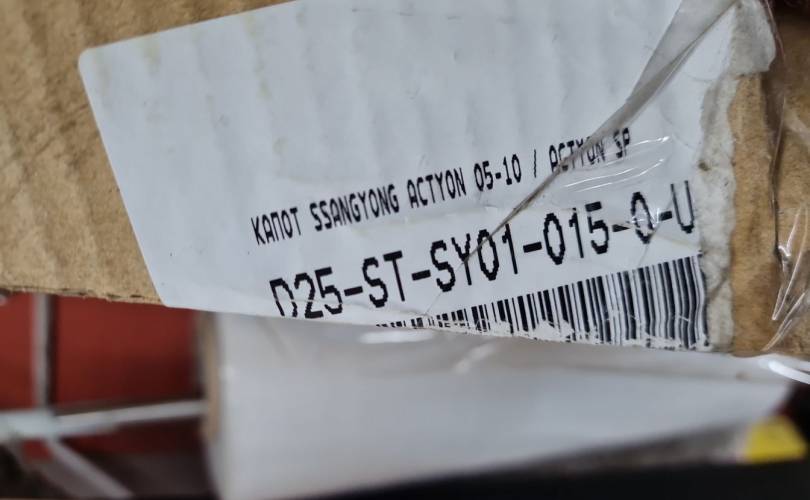 КАПОТ SSANGYONG ACTYON 05-10 / ACTYON SP
D25-ST-SY01-015-0-U